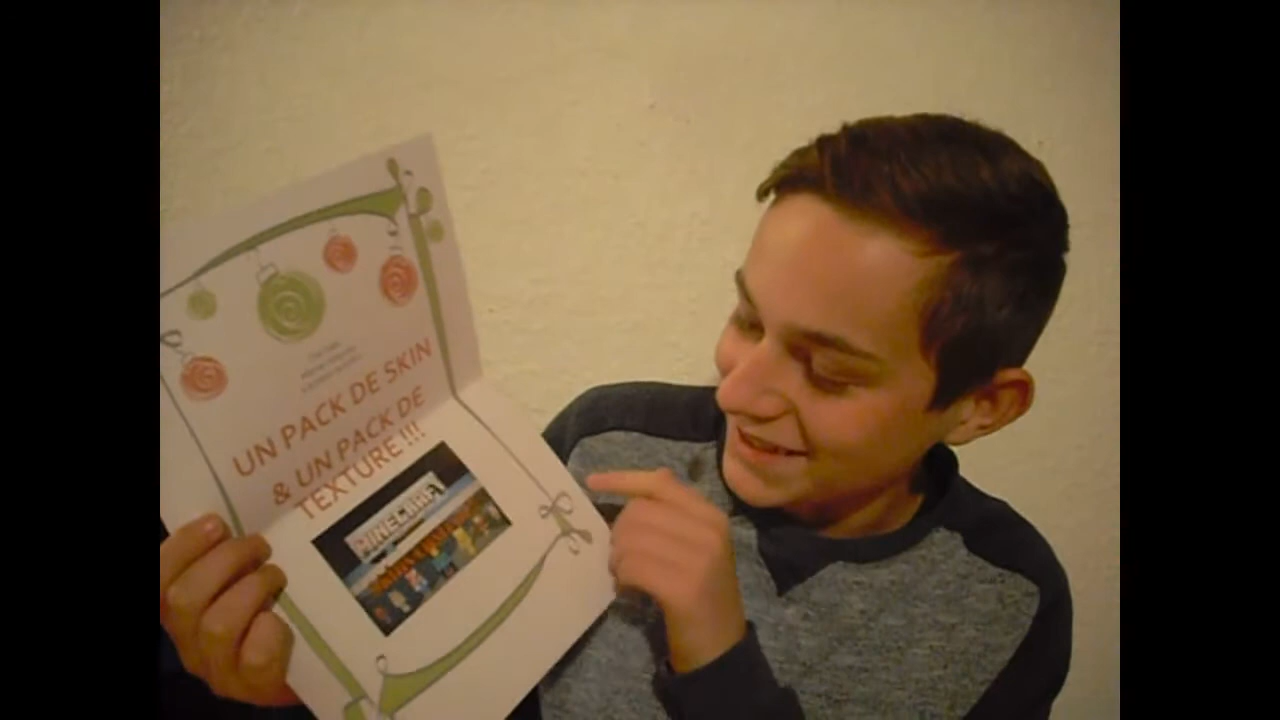 UN PACK DE SKIN
& UN PACK DE
TEXTURE !!!
MINECRAFT